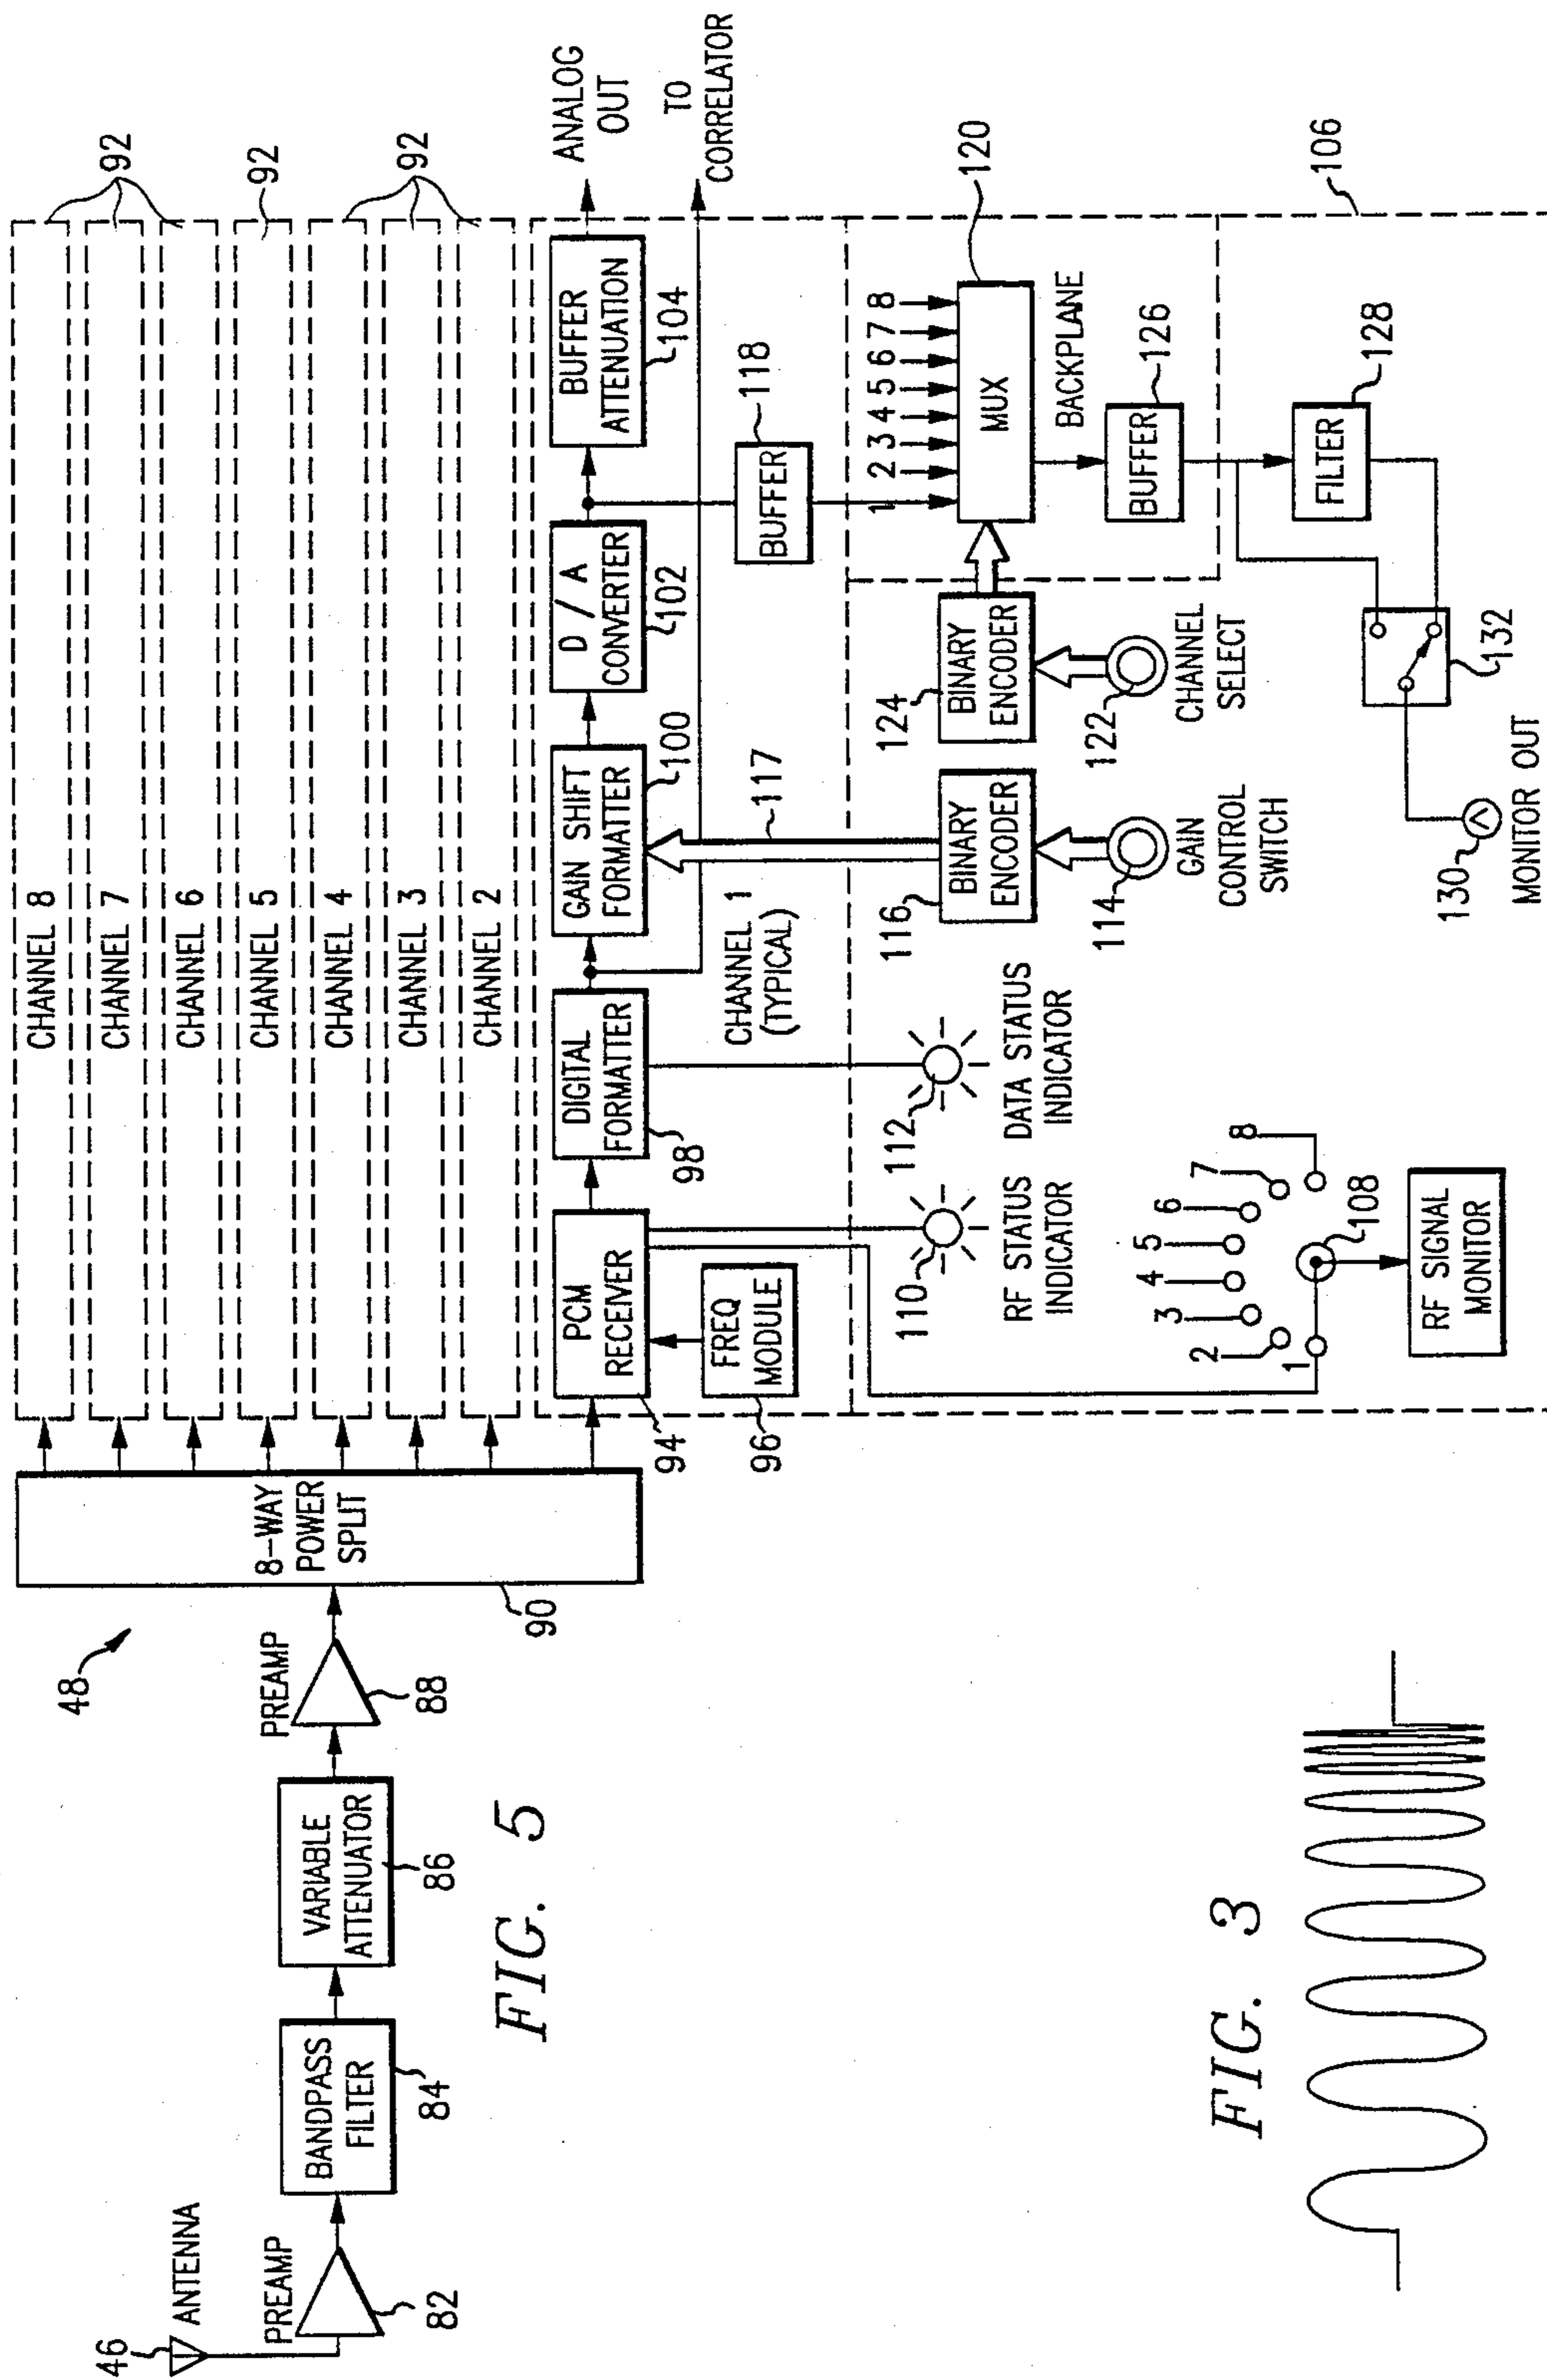 48
46
ANTENNA
PREAMP
82
BANDPASS
FILTER
84
VARIABLE
ATTENUATOR
86
PREAMP
88
8-WAY
POWER
SPLIT
90
CHANNEL 8
92
CHANNEL 7
CHANNEL 6
CHANNEL 5
92
CHANNEL 4
92
CHANNEL 3
CHANNEL 2
PCM
RECEIVER
94
FREQ
MODULE
96
DIGITAL
FORMATTER
98
GAIN SHIFT
FORMATTER
100
D / A
CONVERTER
102
BUFFER
ATTENUATION
104
ANALOG
OUT
TO
CORRELATOR
CHANNEL 1
(TYPICAL)
117
BUFFER
118
110
RF STATUS
INDICATOR
112
DATA STATUS
INDICATOR
116
BINARY
ENCODER
114
GAIN
CONTROL
SWITCH
124
BINARY
ENCODER
122
CHANNEL
SELECT
1 2 3 4 5 6 7 8
MUX
120
BACKPLANE
BUFFER
126
106
FILTER
128
132
130
MONITOR OUT
1 2 3 4 5 6 7 8
108
RF SIGNAL
MONITOR
FIG. 5
FIG. 3